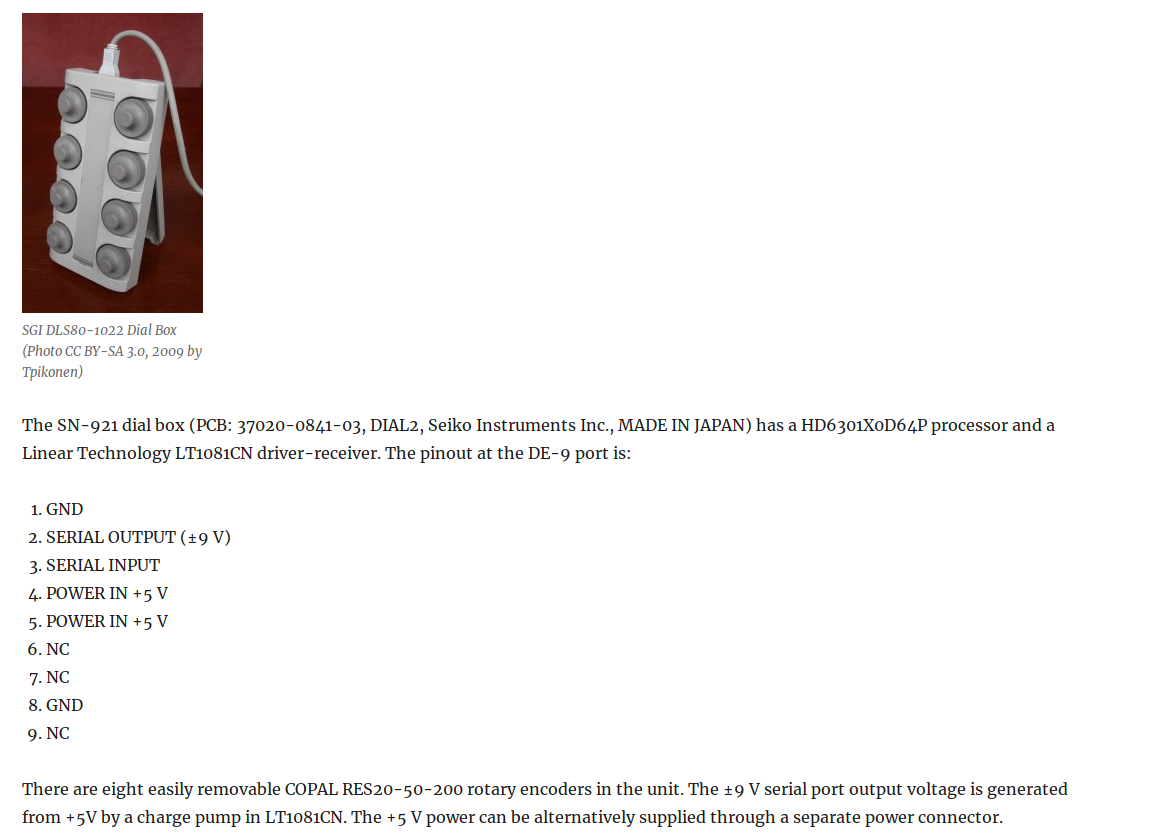 SGI DLS80-1022 Dial Box
(Photo CC BY-SA 3.0, 2009 by
Tpikonen)
The SN-921 dial box (PCB: 37020-0841-03, DIAL2, Seiko Instruments Inc., MADE IN JAPAN) has a HD6301X0D64P processor and a
Linear Technology LT1081CN driver-receiver. The pinout at the DE-9 port is:
1. GND
2. SERIAL OUTPUT (±9 V)
3. SERIAL INPUT
4. POWER IN +5 V
5. POWER IN +5 V
6. NC
7. NC
8. GND
9. NC
There are eight easily removable COPAL RES20-50-200 rotary encoders in the unit. The ±9 V serial port output voltage is generated
from +5V by a charge pump in LT1081CN. The +5 V power can be alternatively supplied through a separate power connector.